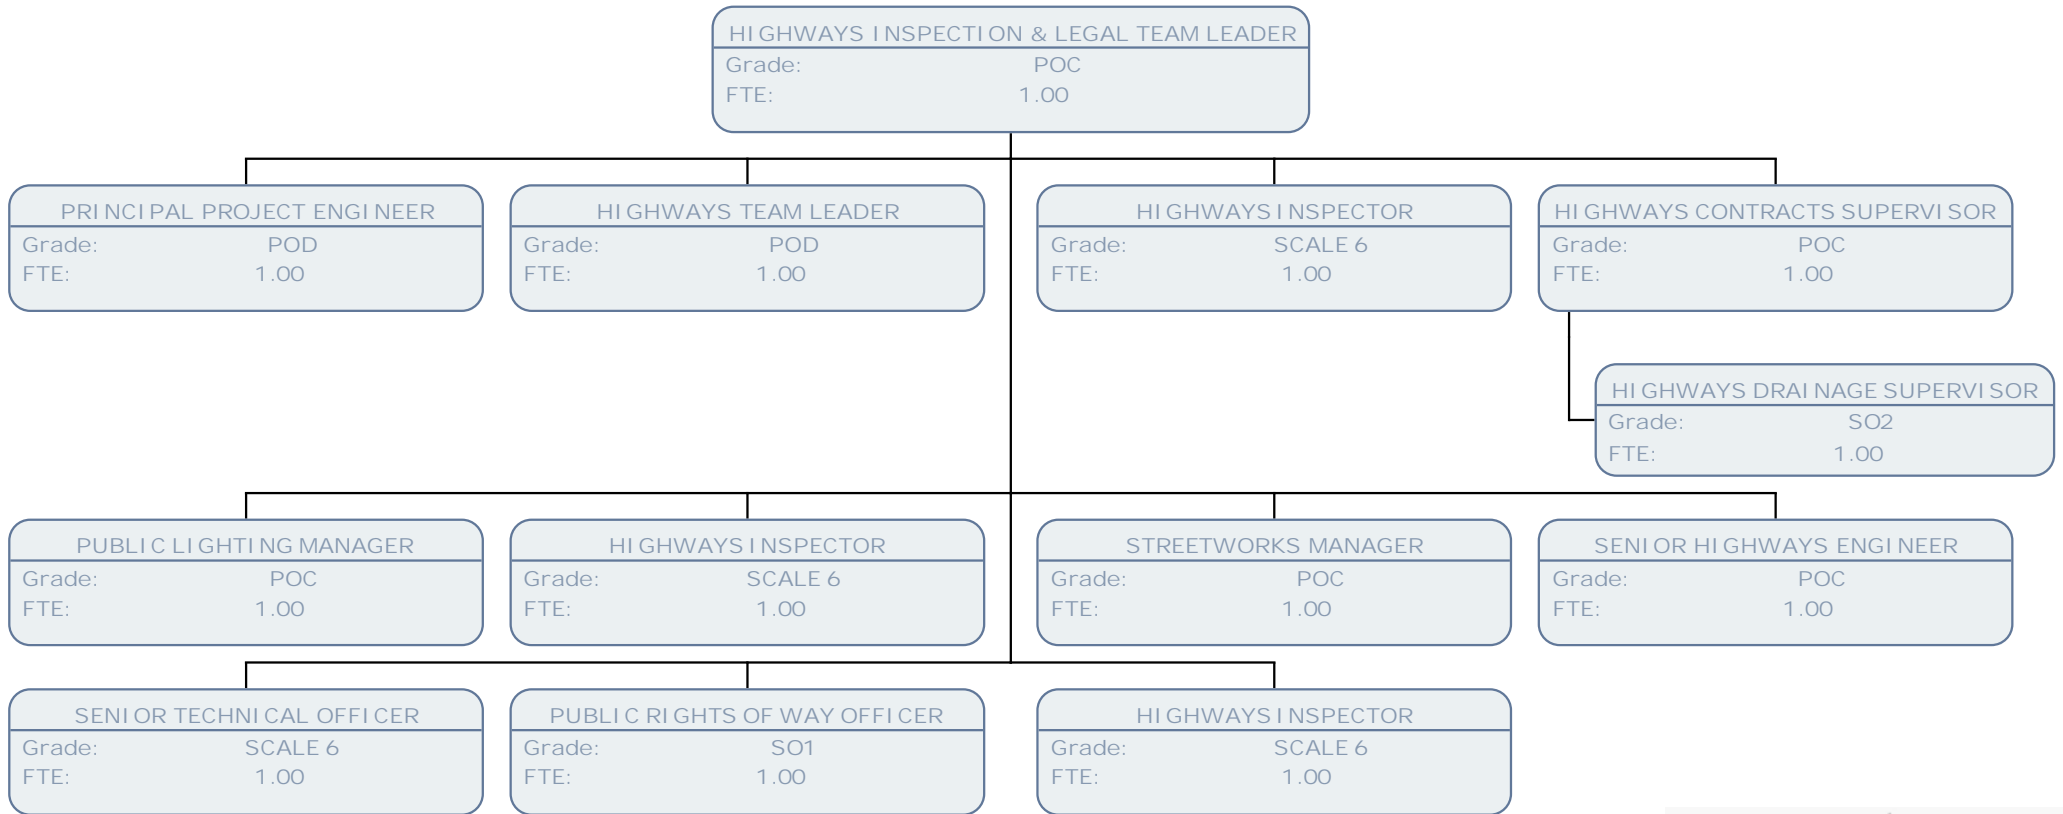 HIGHWAYS INSPECTION & LEGAL TEAM LEADER
Grade: POC
FTE: 1.00
PRINCIPAL PROJECT ENGINEER
Grade: POD
FTE: 1.00
HIGHWAYS TEAM LEADER
Grade: POD
FTE: 1.00
HIGHWAYS INSPECTOR
Grade: SCALE 6
FTE: 1.00
HIGHWAYS CONTRACTS SUPERVISOR
Grade: POC
FTE: 1.00
HIGHWAYS DRAINAGE SUPERVISOR
Grade: SO2
FTE: 1.00
PUBLIC LIGHTING MANAGER
Grade: POC
FTE: 1.00
HIGHWAYS INSPECTOR
Grade: SCALE 6
FTE: 1.00
STREETWORKS MANAGER
Grade: POC
FTE: 1.00
SENIOR HIGHWAYS ENGINEER
Grade: POC
FTE: 1.00
SENIOR TECHNICAL OFFICER
Grade: SCALE 6
FTE: 1.00
PUBLIC RIGHTS OF WAY OFFICER
Grade: SO1
FTE: 1.00
HIGHWAYS INSPECTOR
Grade: SCALE 6
FTE: 1.00